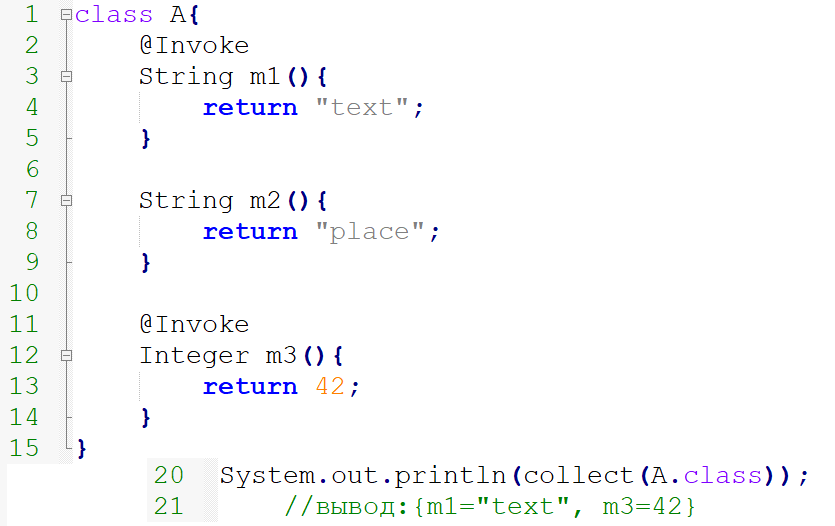 1 class A{
2 @Invoke
3 String m1(){
4 return "text";
5 }
6
7 String m2(){
8 return "place";
9 }
10
11 @Invoke
12 Integer m3(){
13 return 42;
14 }
15 }
20 System.out.println(collect(A.class));
21 //вывод:{m1="text", m3=42}